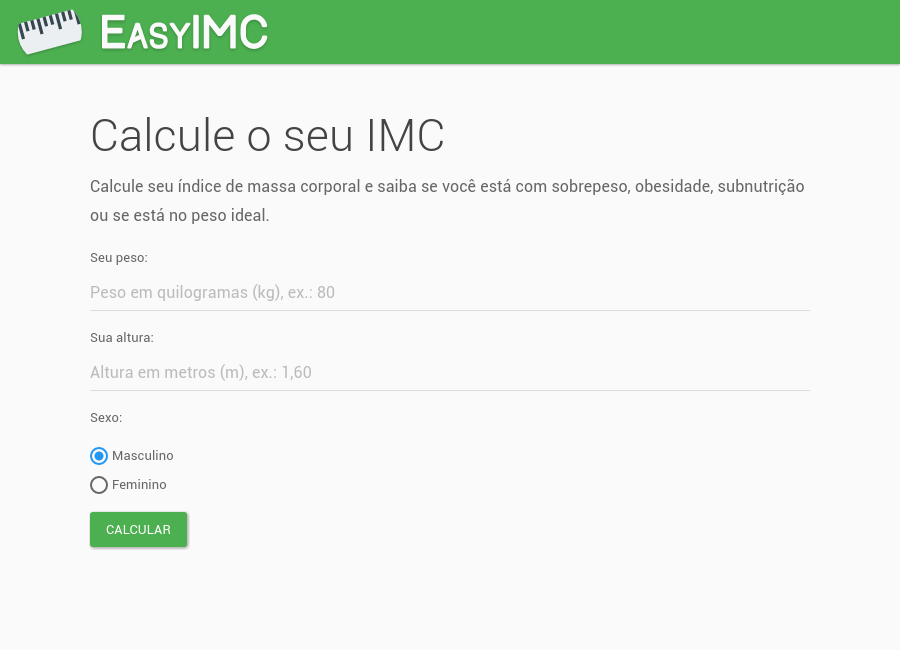 EasyIMC
Calcule o seu IMC
Calcule seu índice de massa corporal e saiba se você está com sobrepeso, obesidade, subnutrição
ou se está no peso ideal.
Seu peso:
Peso em quilogramas (kg), ex.: 80
Sua altura:
Altura em metros (m), ex.: 1,60
Sexo:
Masculino
Feminino
CALCULAR